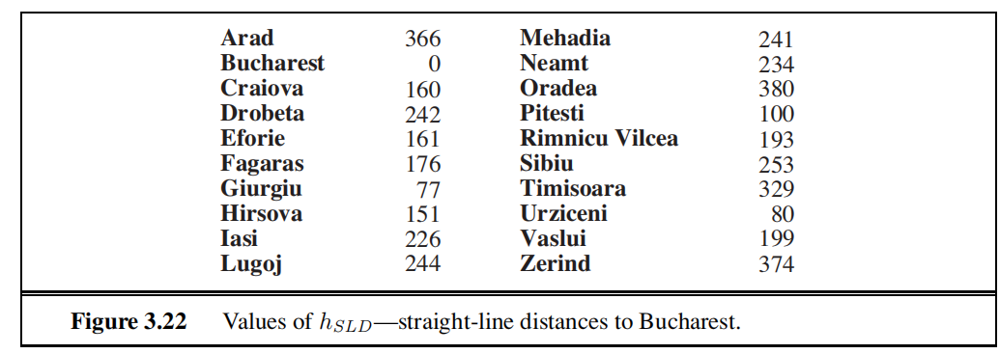 Arad 366 Mehadia 241
Bucharest 0 Neamt 234
Craiova 160 Oradea 380
Drobeta 242 Pitesti 100
Eforie 161 Rimnicu Vilcea 193
Fagaras 176 Sibiu 253
Giurgiu 77 Timisoara 329
Hirsova 151 Urziceni 80
Iasi 226 Vaslui 199
Lugoj 244 Zerind 374
Figure 3.22 Values of hSLD—straight-line distances to Bucharest.